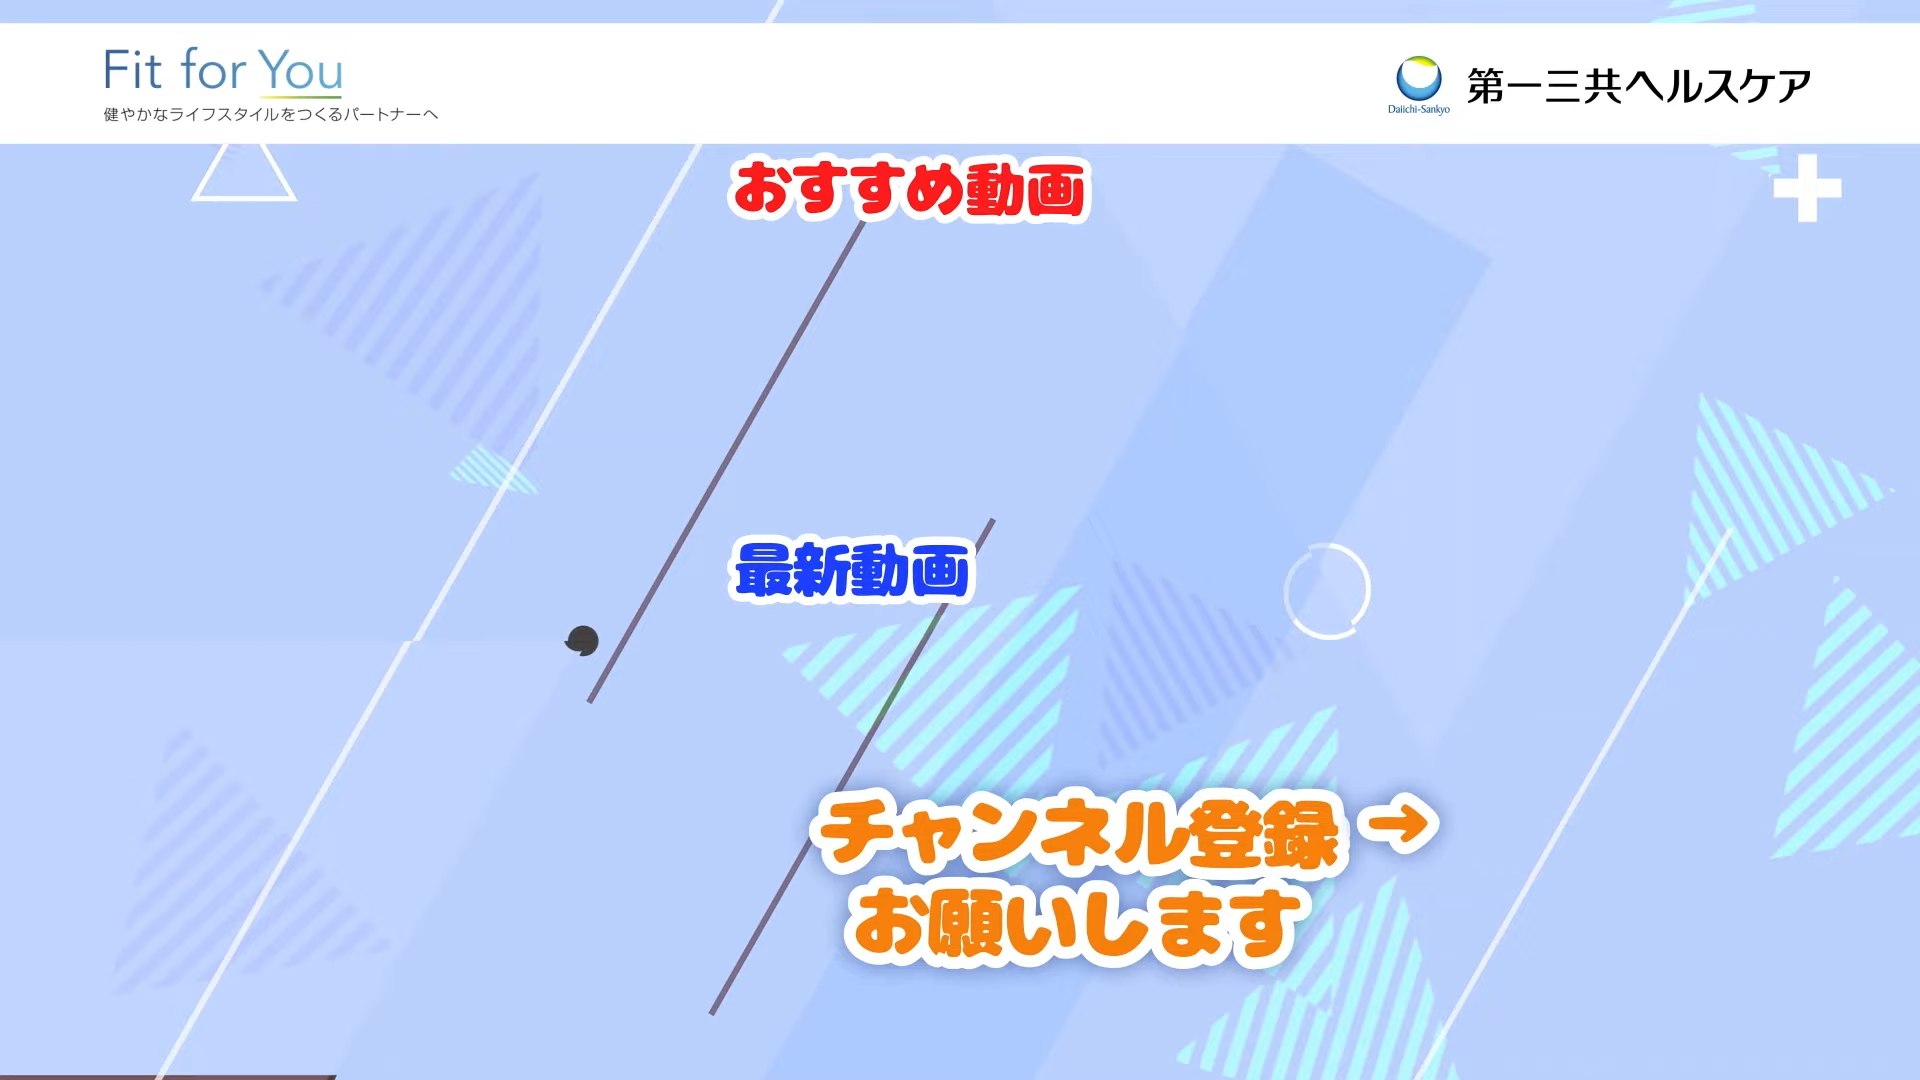 Fit for You
健やかなライフスタイルをつくるパートナーへ
Daiichi-Sankyo
第一三共ヘルスケア
おすすめ動画
最新動画
チャンネル登録→
お願いします